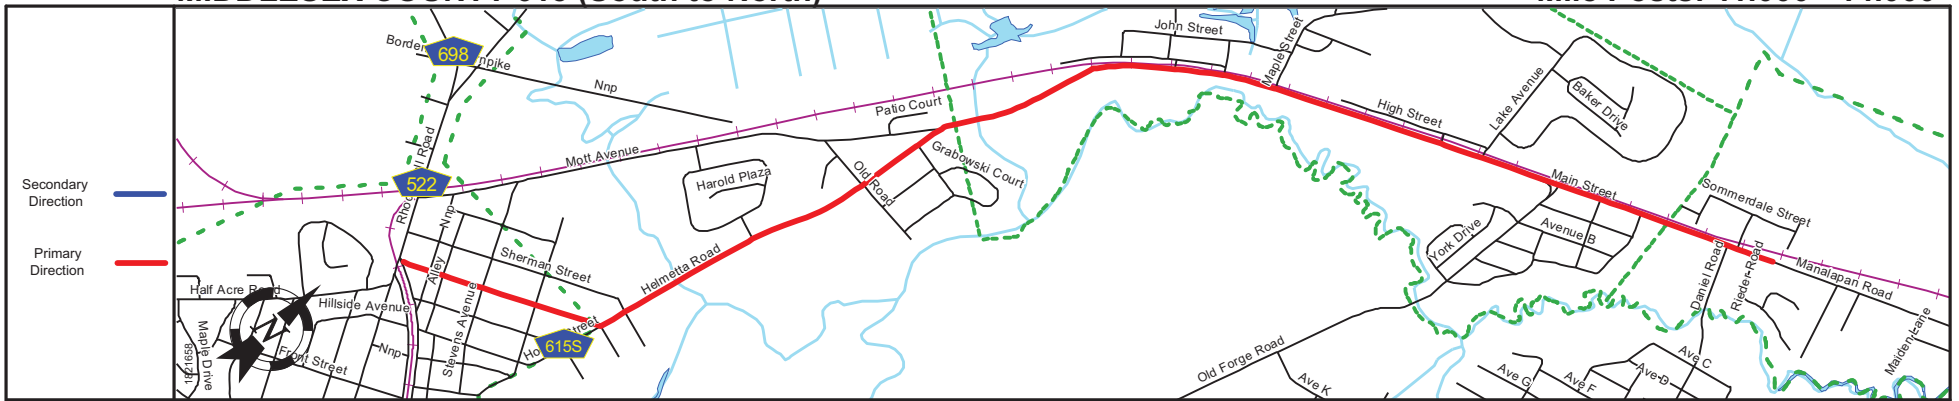 Secondary
Direction
Primary
Direction
698
Nnp
Patio Court
John Street
Maple Street
High Street
Lake Avenue
Baker Drive
Mott Avenue
522
Nnp
Harold Plaza
Old Road
Grabowski Court
Main Street
Sommerdale Street
Avenue B
York Drive
Sherman Street
Helmetta Road
Alley
Stevens Avenue
Half Acre Road
Hillside Avenue
Maple Drive
1821658
N
Front Street
Nnp
615S
Daniel Road
Rieder Road
Manalapan Road
Maiden Lane
Old Forge Road
Ave K
Ave G
Ave F
Ave D
Ave C